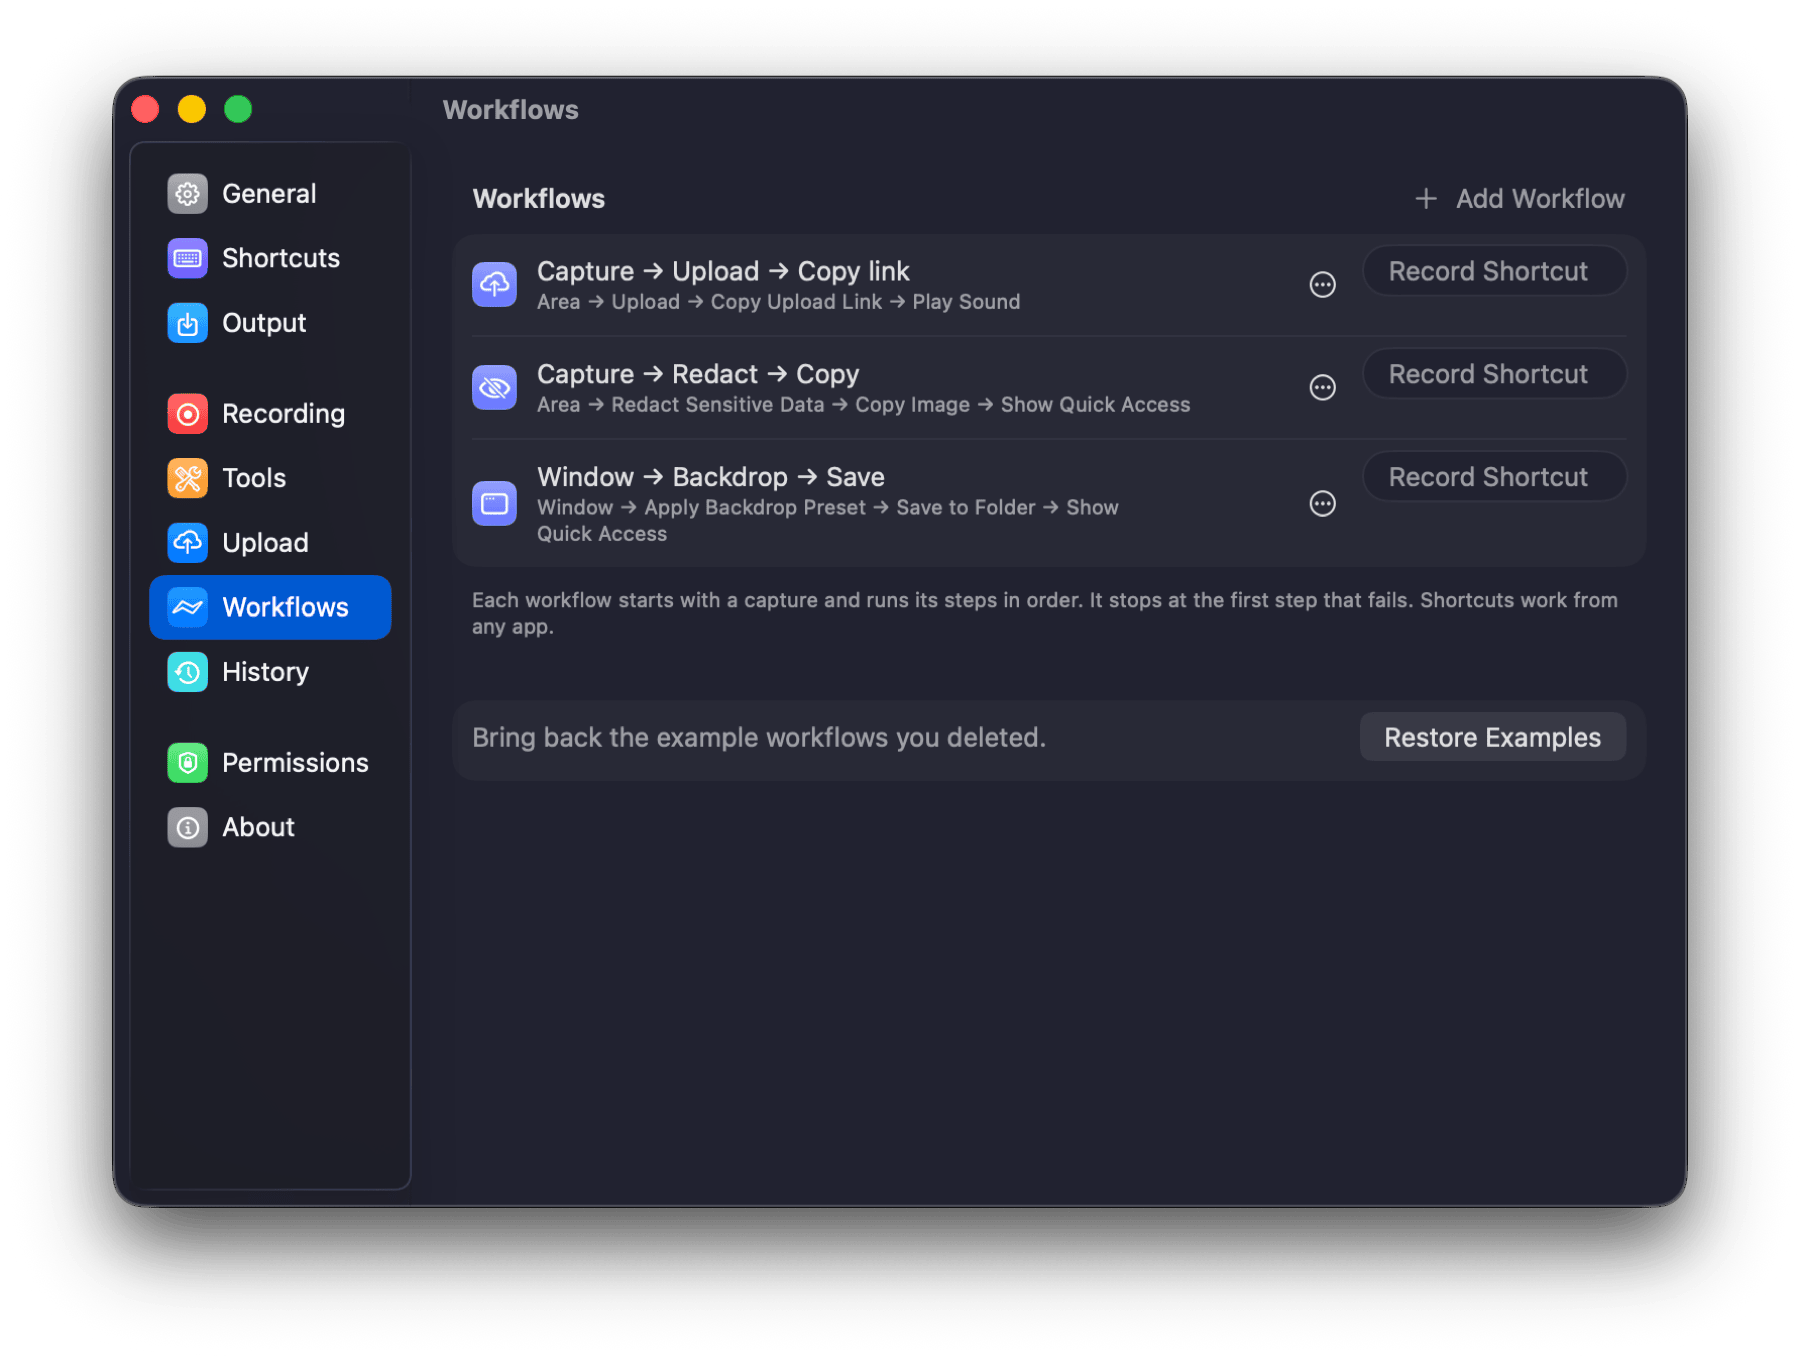 Workflows
General
Shortcuts
Output
Recording
Tools
Upload
Workflows
History
Permissions
About
Workflows
+ Add Workflow
Capture → Upload → Copy link
Area → Upload → Copy Upload Link → Play Sound
Record Shortcut
Capture → Redact → Copy
Area → Redact Sensitive Data → Copy Image → Show Quick Access
Record Shortcut
Window → Backdrop → Save
Window → Apply Backdrop Preset → Save to Folder → Show
Quick Access
Record Shortcut
Each workflow starts with a capture and runs its steps in order. It stops at the first step that fails. Shortcuts work from
any app.
Bring back the example workflows you deleted.
Restore Examples